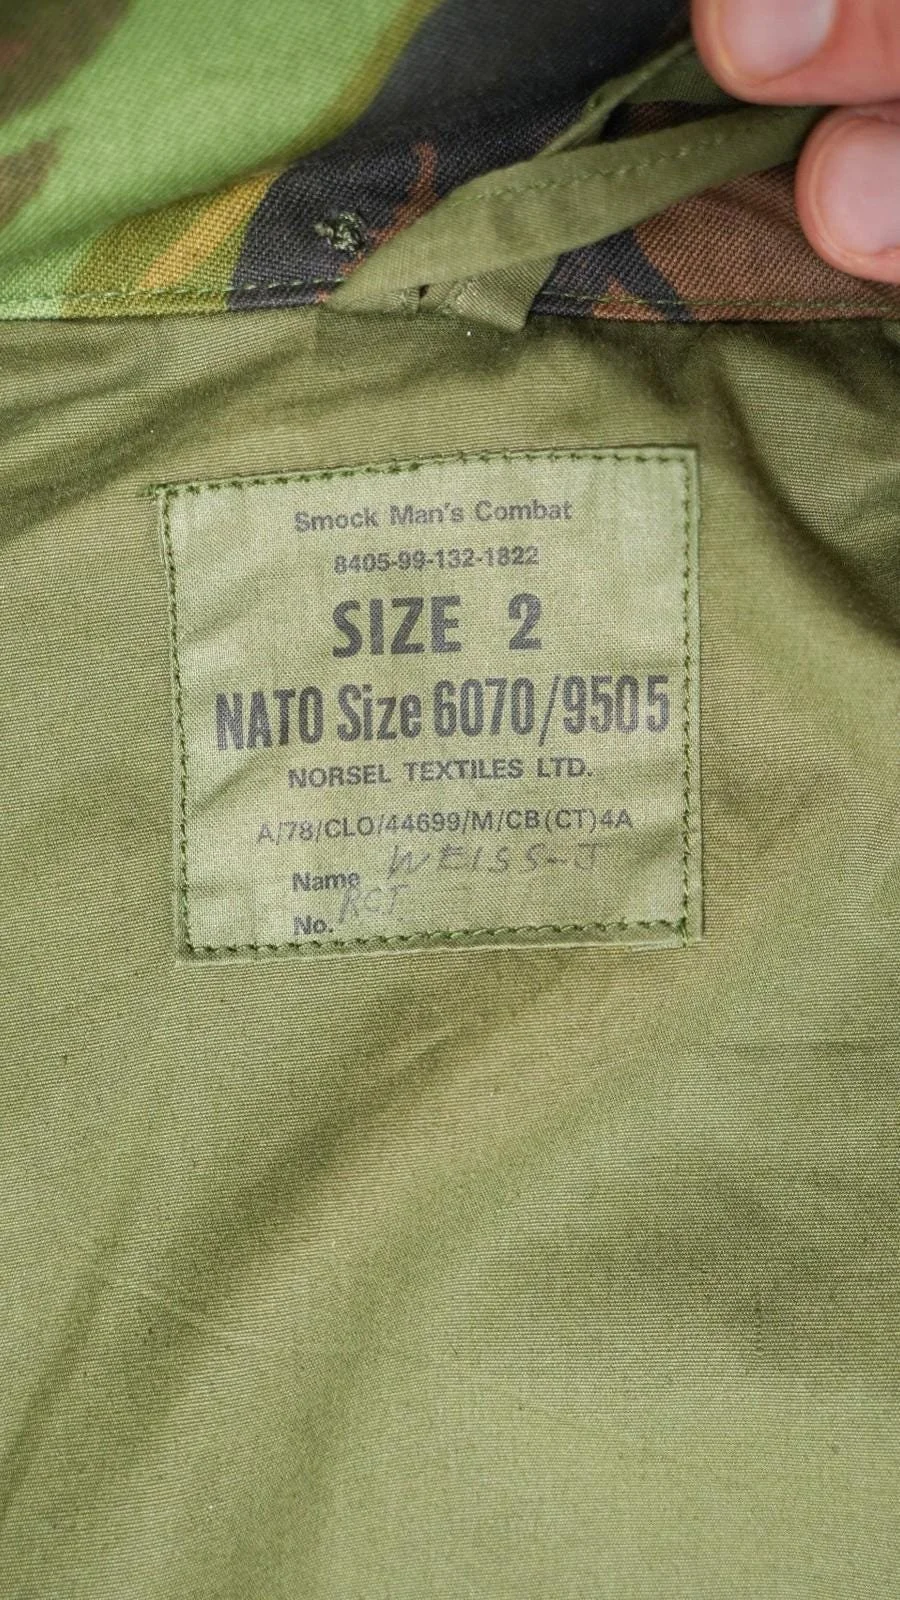 Smock Man's Combat
8405-99-132-1822
SIZE 2
NATO Size 6070/9505
NORSEL TEXTILES LTD.
A/78/CLO/44699/M/CB(CT)4A
Name WEISS-J
No. RCT